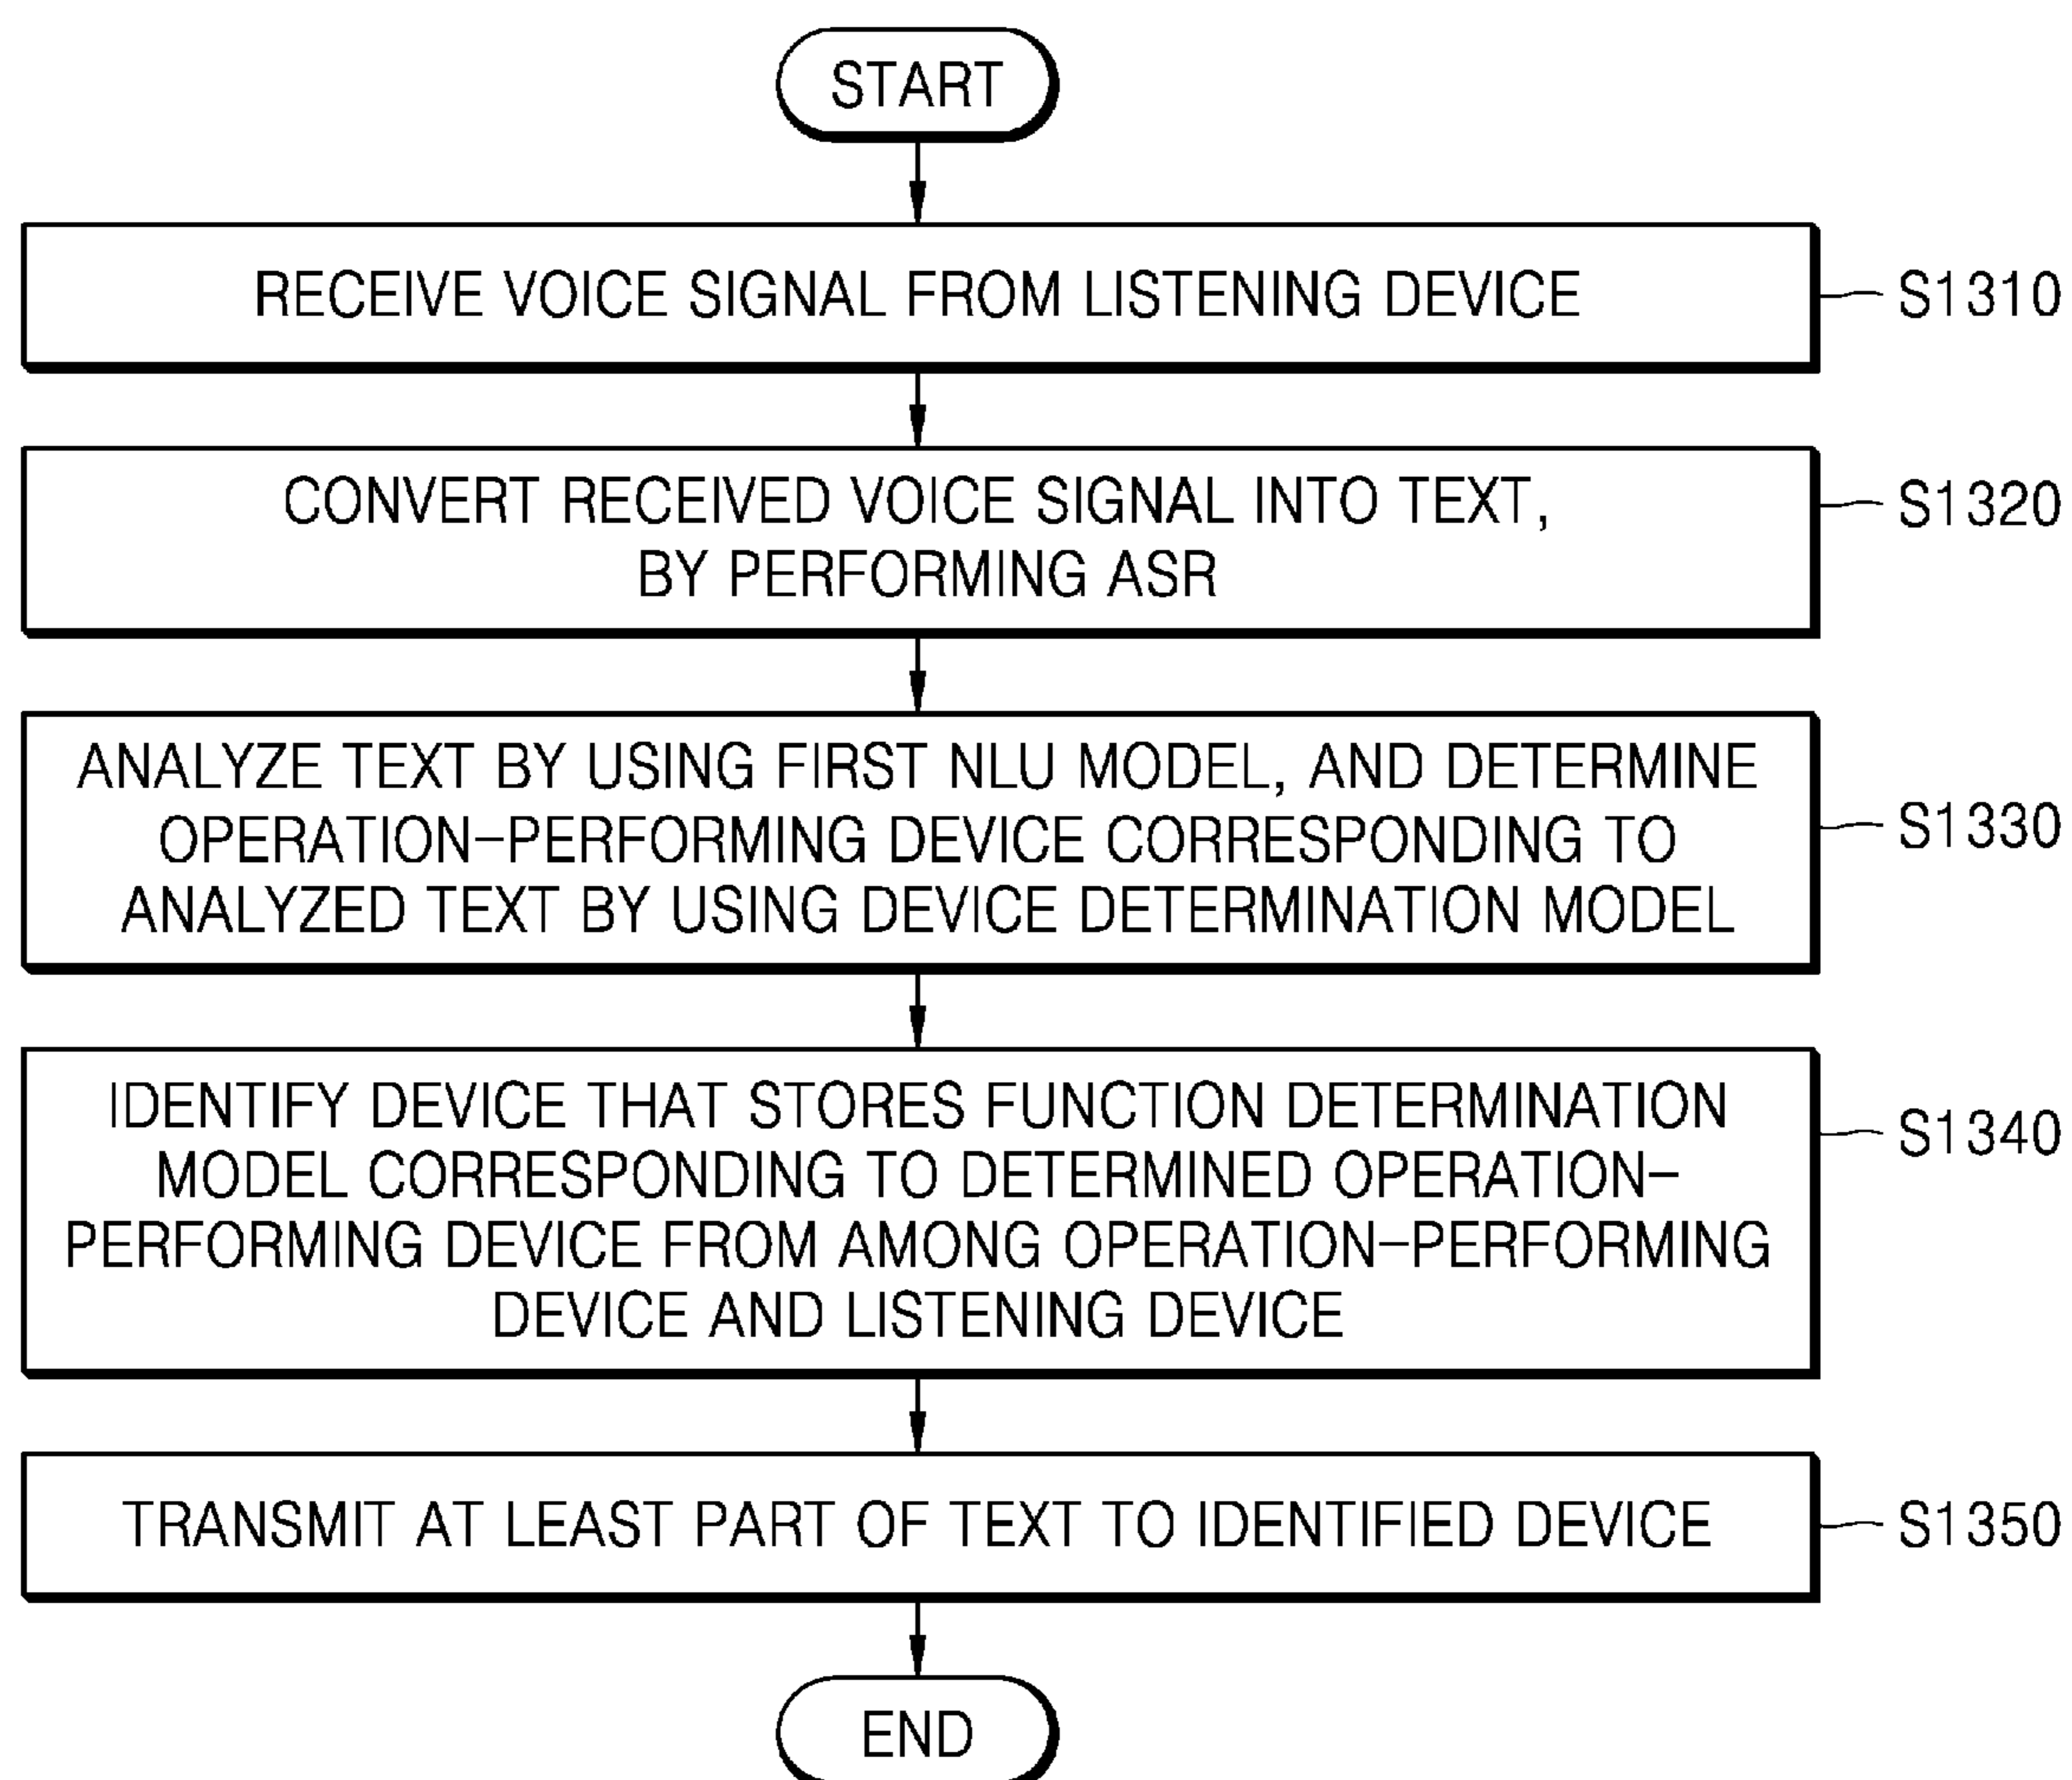 START
RECEIVE VOICE SIGNAL FROM LISTENING DEVICE
S1310
CONVERT RECEIVED VOICE SIGNAL INTO TEXT,
BY PERFORMING ASR
S1320
ANALYZE TEXT BY USING FIRST NLU MODEL, AND DETERMINE
OPERATION-PERFORMING DEVICE CORRESPONDING TO
ANALYZED TEXT BY USING DEVICE DETERMINATION MODEL
S1330
IDENTIFY DEVICE THAT STORES FUNCTION DETERMINATION
MODEL CORRESPONDING TO DETERMINED OPERATION-
PERFORMING DEVICE FROM AMONG OPERATION-PERFORMING
DEVICE AND LISTENING DEVICE
S1340
TRANSMIT AT LEAST PART OF TEXT TO IDENTIFIED DEVICE
S1350
END